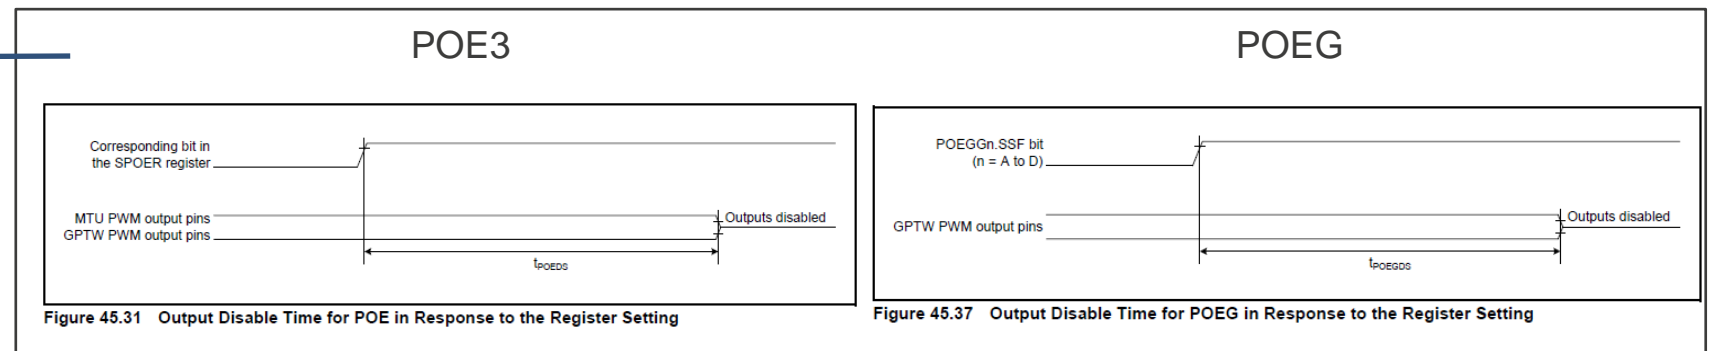 POE3
Corresponding bit in
the SPOER register
MTU PWM output pins
GPTW PWM output pins
Outputs disabled
tPOEDS
Figure 45.31 Output Disable Time for POE in Response to the Register Setting
POEG
POEGGn.SSF bit
(n = A to D)
GPTW PWM output pins
Outputs disabled
tPOEGDS
Figure 45.37 Output Disable Time for POEG in Response to the Register Setting